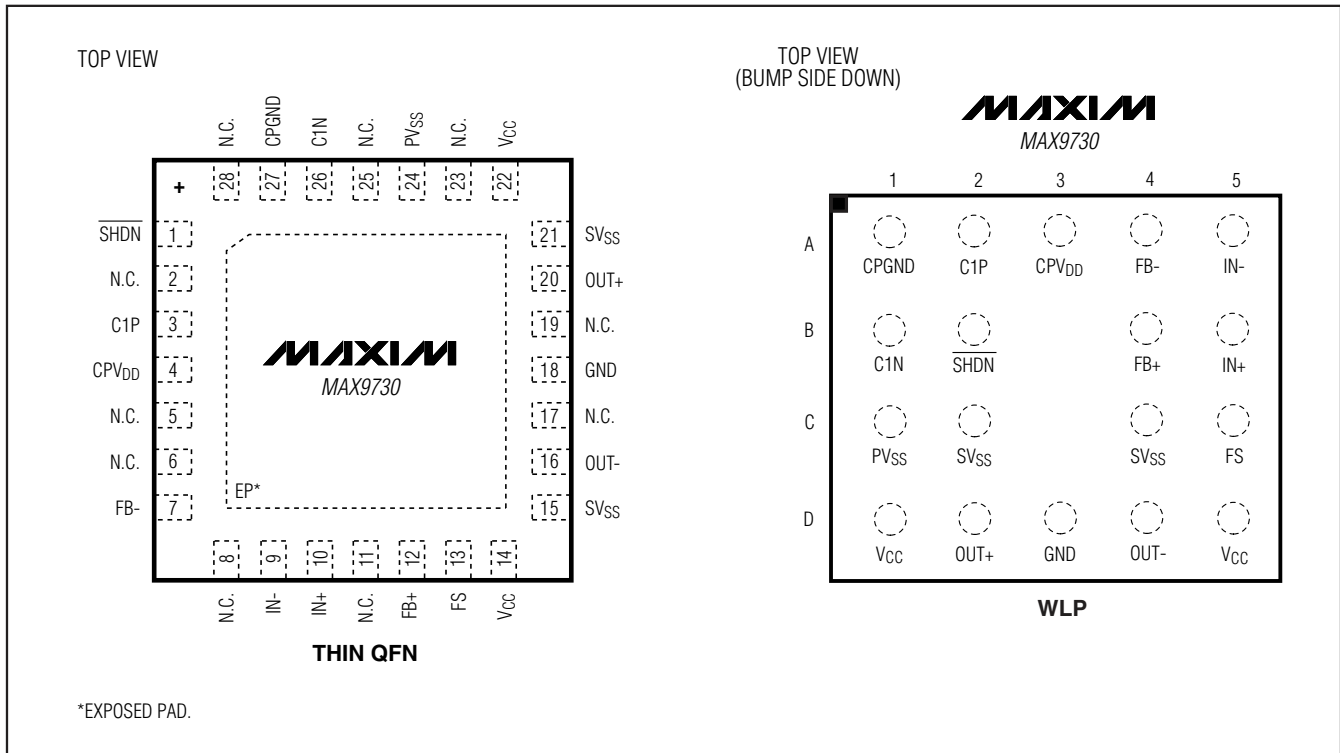 TOP VIEW
N.C. CPGND C1N N.C. PVSS N.C. VCC
28 27 26 25 24 23 22
+
SHDN 1
N.C. 2
C1P 3
CPVDD 4
N.C. 5
N.C. 6
FB- 7
21 SVSS
20 OUT+
19 N.C.
18 GND
17 N.C.
16 OUT-
15 SVSS
MAXIM
MAX9730
EP*
8 9 10 11 12 13 14
N.C. IN- IN+ N.C. FB+ FS VCC
THIN QFN
*EXPOSED PAD.
TOP VIEW
(BUMP SIDE DOWN)
MAXIM
MAX9730
1 2 3 4 5
A
CPGND C1P CPVDD FB- IN-
B
C1N SHDN FB+ IN+
C
PVSS SVSS SVSS FS
D
VCC OUT+ GND OUT- VCC
WLP